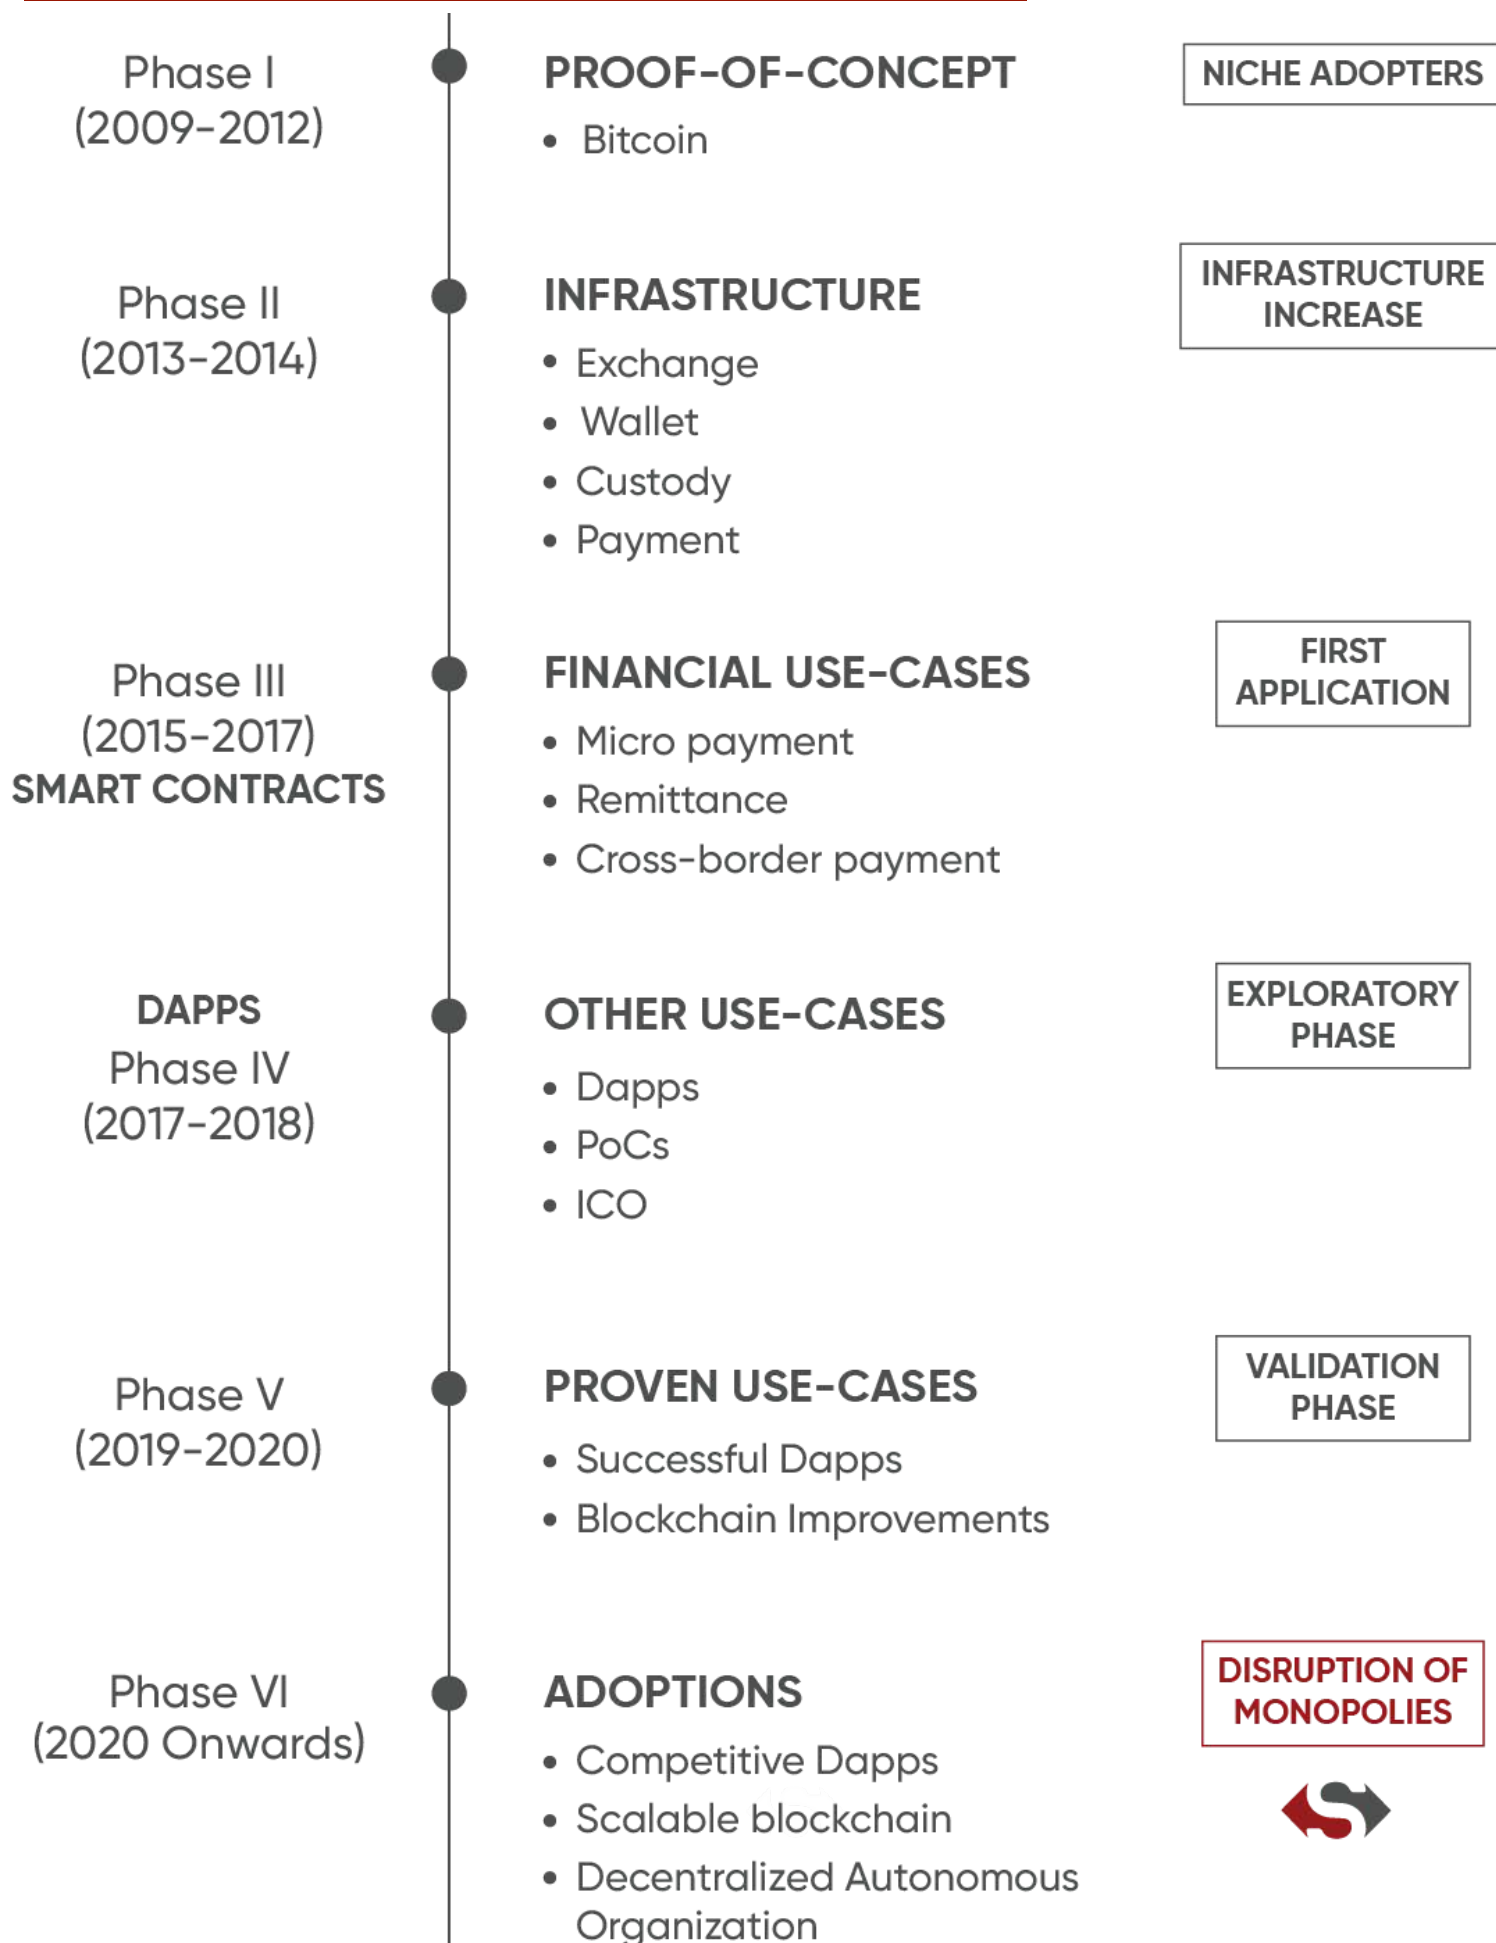 Phase I
(2009-2012)
PROOF-OF-CONCEPT
• Bitcoin
NICHE ADOPTERS
Phase II
(2013-2014)
INFRASTRUCTURE
• Exchange
• Wallet
• Custody
• Payment
INFRASTRUCTURE
INCREASE
Phase III
(2015-2017)
SMART CONTRACTS
FINANCIAL USE-CASES
• Micro payment
• Remittance
• Cross-border payment
FIRST
APPLICATION
DAPPS
Phase IV
(2017-2018)
OTHER USE-CASES
• Dapps
• PoCs
• ICO
EXPLORATORY
PHASE
Phase V
(2019-2020)
PROVEN USE-CASES
• Successful Dapps
• Blockchain Improvements
VALIDATION
PHASE
Phase VI
(2020 Onwards)
ADOPTIONS
• Competitive Dapps
• Scalable blockchain
• Decentralized Autonomous
Organization
DISRUPTION OF
MONOPOLIES